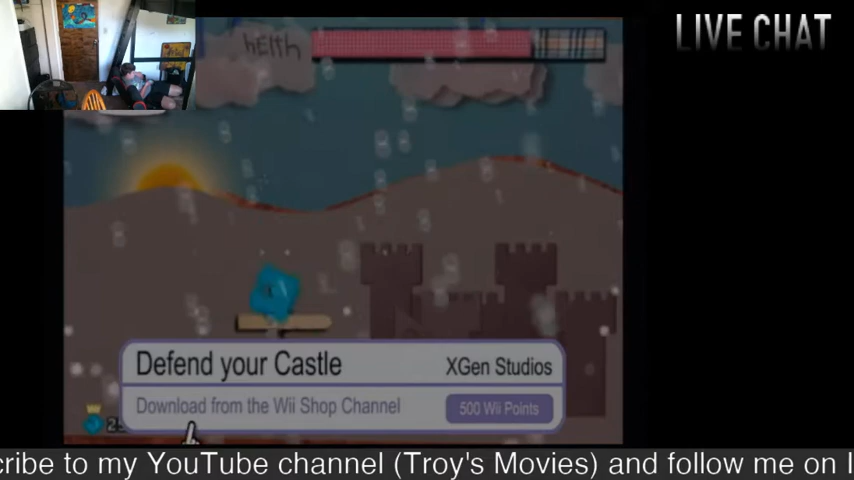 LIVE CHAT
hEltH
Defend your Castle
XGen Studios
Download from the Wii Shop Channel
500 Wii Points
cribe to my YouTube channel (Troy's Movies) and follow me on